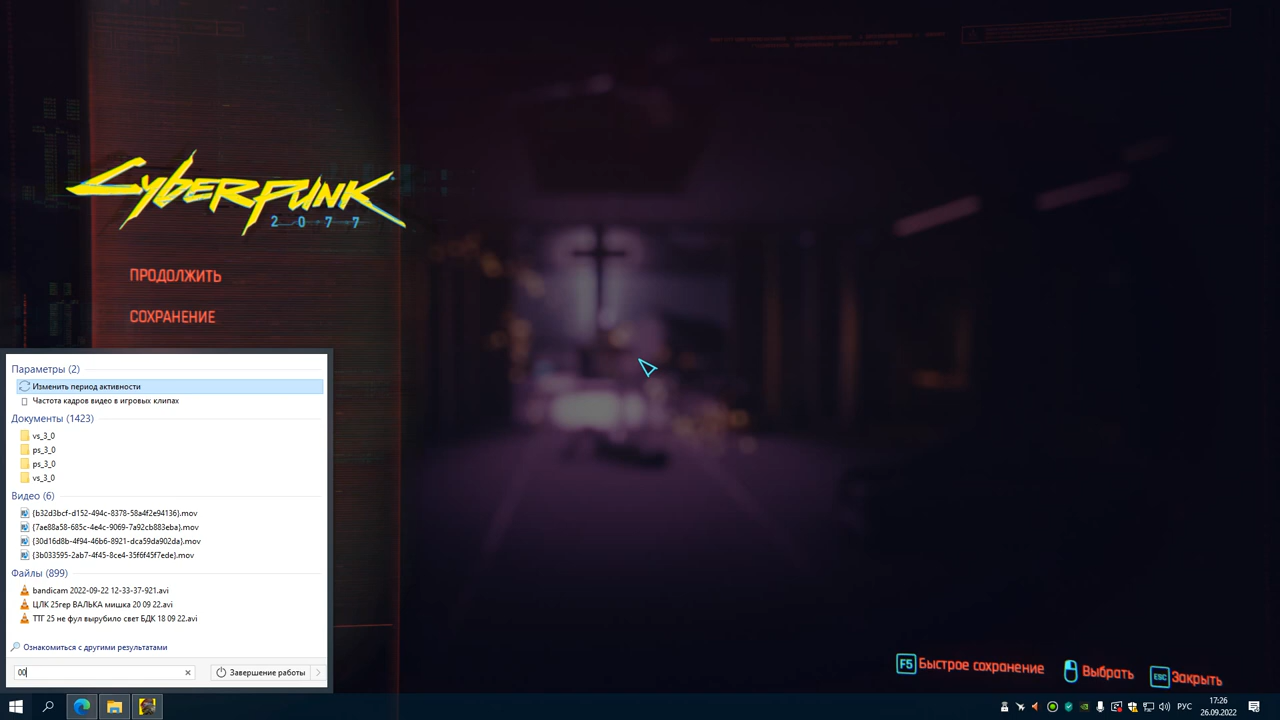 CYBERPUNK
2077
ПРОДОЛЖИТЬ
СОХРАНЕНИЕ
Параметры (2)
Изменить период активности
Частота кадров видео в игровых клипах
Документы (1423)
vs_3_0
ps_3_0
ps_3_0
vs_3_0
Видео (6)
{b32d3bcf-d152-494c-8378-58a4f2e94136}.mov
{7ae88a58-685c-4e4c-9069-7a92cb883eba}.mov
{30d16d8b-4f94-46b6-8921-dca59da902da}.mov
{3b033595-2ab7-4f45-8ce4-35f6f45f7ede}.mov
Файлы (899)
bandicam 2022-09-22 12-33-37-921.avi
ЦЛК 25гер ВАЛЬКА мишка 20 09 22.avi
ТТГ 25 не фул вырубило свет БДК 18 09 22.avi
Ознакомиться с другими результатами
00
Завершение работы
F5 Быстрое сохранение
Выбрать
ESC Закрыть
РУС
17:26
26.09.2022